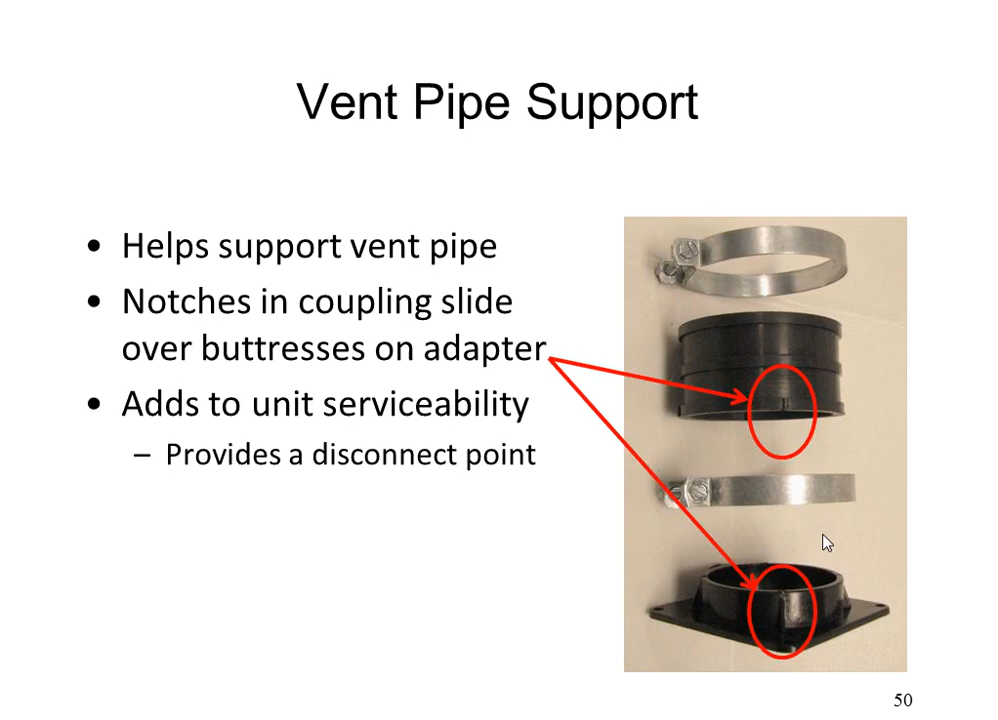 Vent Pipe Support
• Helps support vent pipe
• Notches in coupling slide
over buttresses on adapter
• Adds to unit serviceability
– Provides a disconnect point
50